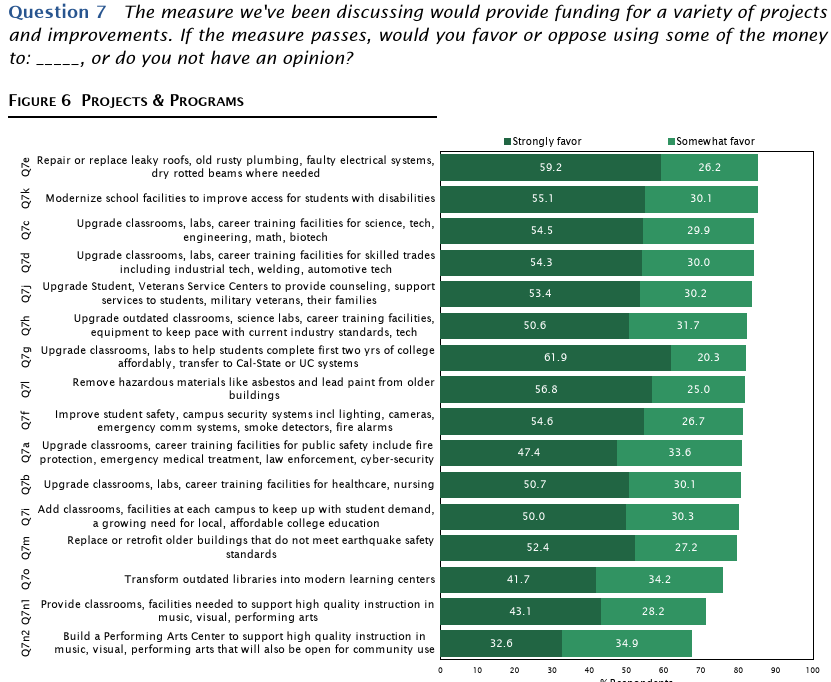 Question 7 The measure we've been discussing would provide funding for a variety of projects
and improvements. If the measure passes, would you favor or oppose using some of the money
to: _____, or do you not have an opinion?
FIGURE 6 PROJECTS & PROGRAMS
Strongly favor Somewhat favor
Q7e Repair or replace leaky roofs, old rusty plumbing, faulty electrical systems,
dry rotted beams where needed
59.2 26.2
Q7k Modernize school facilities to improve access for students with disabilities
55.1 30.1
Q7c Upgrade classrooms, labs, career training facilities for science, tech,
engineering, math, biotech
54.5 29.9
Q7d Upgrade classrooms, labs, career training facilities for skilled trades
including industrial tech, welding, automotive tech
54.3 30.0
Q7j Upgrade Student, Veterans Service Centers to provide counseling, support
services to students, military veterans, their families
53.4 30.2
Q7h Upgrade outdated classrooms, science labs, career training facilities,
equipment to keep pace with current industry standards, tech
50.6 31.7
Q7g Upgrade classrooms, labs to help students complete first two yrs of college
affordably, transfer to Cal-State or UC systems
61.9 20.3
Q7l Remove hazardous materials like asbestos and lead paint from older
buildings
56.8 25.0
Q7f Improve student safety, campus security systems incl lighting, cameras,
emergency comm systems, smoke detectors, fire alarms
54.6 26.7
Q7a Upgrade classrooms, career training facilities for public safety include fire
protection, emergency medical treatment, law enforcement, cyber-security
47.4 33.6
Q7b Upgrade classrooms, labs, career training facilities for healthcare, nursing
50.7 30.1
Q7i Add classrooms, facilities at each campus to keep up with student demand,
a growing need for local, affordable college education
50.0 30.3
Q7m Replace or retrofit older buildings that do not meet earthquake safety
standards
52.4 27.2
Q7o Transform outdated libraries into modern learning centers
41.7 34.2
Q7n1 Provide classrooms, facilities needed to support high quality instruction in
music, visual, performing arts
43.1 28.2
Q7n2 Build a Performing Arts Center to support high quality instruction in
music, visual, performing arts that will also be open for community use
32.6 34.9
0 10 20 30 40 50 60 70 80 90 100
% Respondents